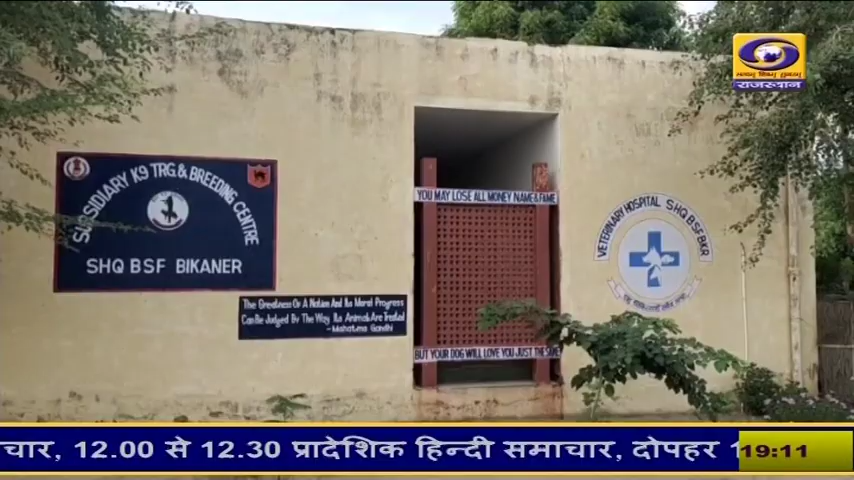 राजस्थान
SUBSIDIARY K9 TRG.& BREEDING CENTRE
SHQ BSF BIKANER
The Greatness Of A Nation And Its Moral Progress
Can be Judged By The Way Its Animals Are Treated
-Mahatma Gandhi
YOU MAY LOSE ALL MONEY NAME & FAME
BUT YOUR DOG WILL LOVE YOU JUST THE SAME
VETERINARY HOSPITAL SHQ BSF BKR
चार, 12.00 से 12.30 प्रादेशिक हिन्दी समाचार, दोपहर 1
19:11